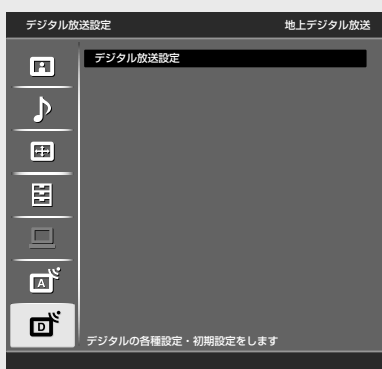 デジタル放送設定 地上デジタル放送
デジタル放送設定
A
D
デジタルの各種設定・初期設定をします